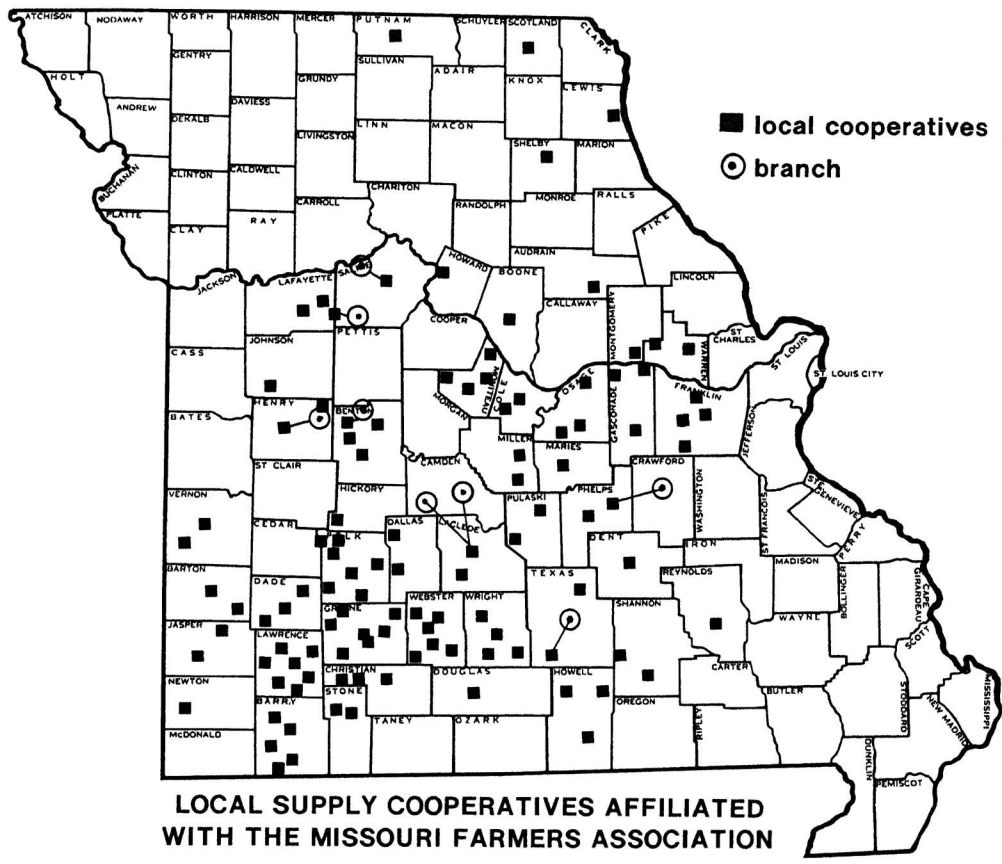 ATCHISON
NODAWAY
WORTH
HARRISON
MERCER
PUTNAM
SCHUYLER
SCOTLAND
CLARK
GENTRY
SULLIVAN
ADAIR
KNOX
LEWIS
HOLT
GRUNDY
ANDREW
DEKALB
DAVIESS
LIVINGSTON
LINN
MACON
SHELBY
MARION
■ local cooperatives
branch
BUCHANAN
CLINTON
CALDWELL
CHARITON
RANDOLPH
MONROE
RALLS
PIKE
PLATTE
CLAY
RAY
CARROLL
AUDRAIN
HOWARD
BOONE
LINCOLN
JACKSON
LAFAYETTE
CALLAWAY
MONTGOMERY
COOPER
WARREN
ST CHARLES
ST LOUIS
ST LOUIS CITY
JOHNSON
PETTIS
CASS
MONITEAU
COLE
OSAGE
GASCONADE
FRANKLIN
JEFFERSON
BATES
HENRY
BENTON
MORGAN
MILLER
MARIES
ST CLAIR
CAMDEN
CRAWFORD
WASHINGTON
STE GENEVIEVE
ST FRANCOIS
PERRY
VERNON
HICKORY
PULASKI
PHELPS
CEDAR
DALLAS
LACLEDE
DENT
IRON
MADISON
BOLLINGER
CAPE GIRARDEAU
BARTON
DADE
TEXAS
REYNOLDS
JASPER
GREENE
WEBSTER
WRIGHT
SHANNON
WAYNE
SCOTT
LAWRENCE
CHRISTIAN
DOUGLAS
HOWELL
CARTER
NEWTON
STONE
OREGON
RIPLEY
BUTLER
STODDARD
MISSISSIPPI
BARRY
TANEY
OZARK
NEW MADRID
McDONALD
DUNKLIN
PEMISCOT
LOCAL SUPPLY COOPERATIVES AFFILIATED
WITH THE MISSOURI FARMERS ASSOCIATION